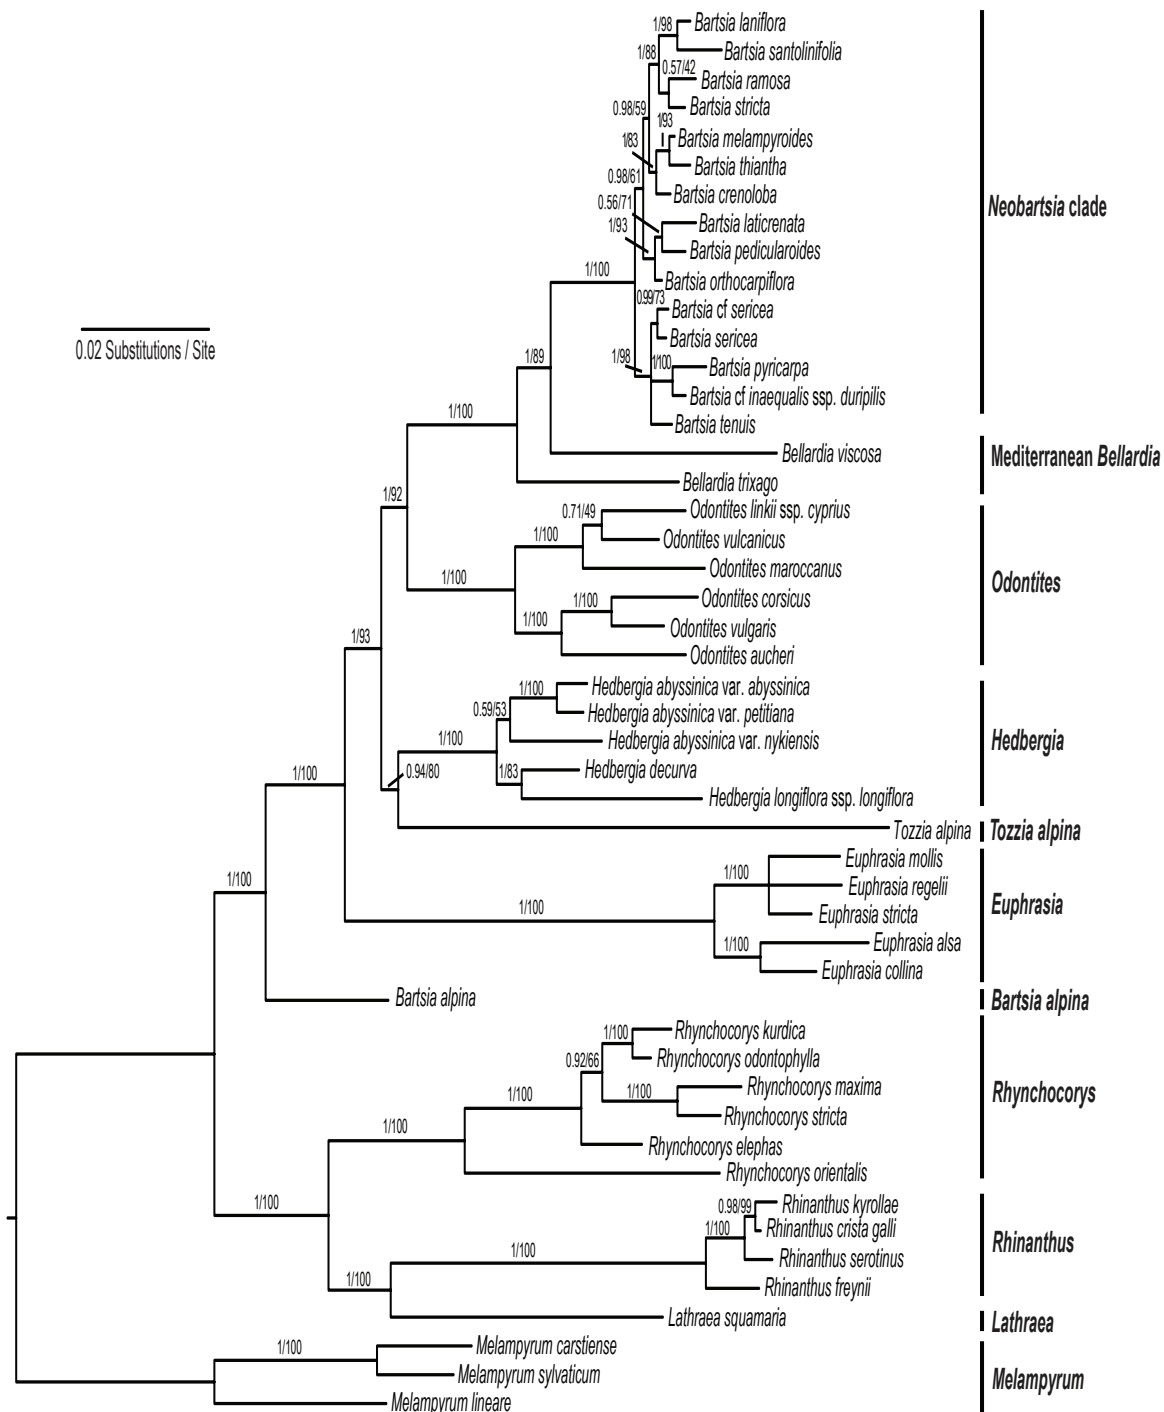 1/98
Bartsia laniflora
1/88
Bartsia santolinifolia
0.57/42
Bartsia ramosa
0.98/59
Bartsia stricta
1/93
1/83
Bartsia melampyroides
Bartsia thiantha
0.98/61
Bartsia crenoloba
0.56/71
Neobartsia clade
1/93
Bartsia laticrenata
Bartsia pedicularoides
1/100
Bartsia orthocarpiflora
0.99/73
Bartsia cf sericea
Bartsia sericea
0.02 Substitutions / Site
1/89
1/98
1/100
Bartsia pyricarpa
Bartsia cf inaequalis ssp. duripilis
1/100
Bartsia tenuis
Bellardia viscosa
Mediterranean Bellardia
Bellardia trixago
1/92
0.71/49
Odontites linkii ssp. cyprius
1/100
Odontites vulcanicus
Odontites maroccanus
1/100
Odontites
1/100
Odontites corsicus
1/100
Odontites vulgaris
1/93
Odontites aucheri
1/100
Hedbergia abyssinica var. abyssinica
0.59/53
Hedbergia abyssinica var. petitiana
1/100
Hedbergia abyssinica var. nykiensis
Hedbergia
1/100
0.94/80
1/83
Hedbergia decurva
Hedbergia longiflora ssp. longiflora
Tozzia alpina
Tozzia alpina
Euphrasia mollis
1/100
1/100
Euphrasia regelii
1/100
Euphrasia stricta
Euphrasia
1/100
Euphrasia alsa
Euphrasia collina
Bartsia alpina
Bartsia alpina
1/100
Rhynchocorys kurdica
0.92/66
Rhynchocorys odontophylla
1/100
1/100
Rhynchocorys maxima
Rhynchocorys
Rhynchocorys stricta
1/100
Rhynchocorys elephas
Rhynchocorys orientalis
1/100
0.98/99
Rhinanthus kyrollae
1/100
Rhinanthus crista galli
1/100
Rhinanthus
Rhinanthus serotinus
1/100
Rhinanthus freynii
Lathraea squamaria
Lathraea
1/100
Melampyrum carstiense
Melampyrum sylvaticum
Melampyrum
Melampyrum lineare